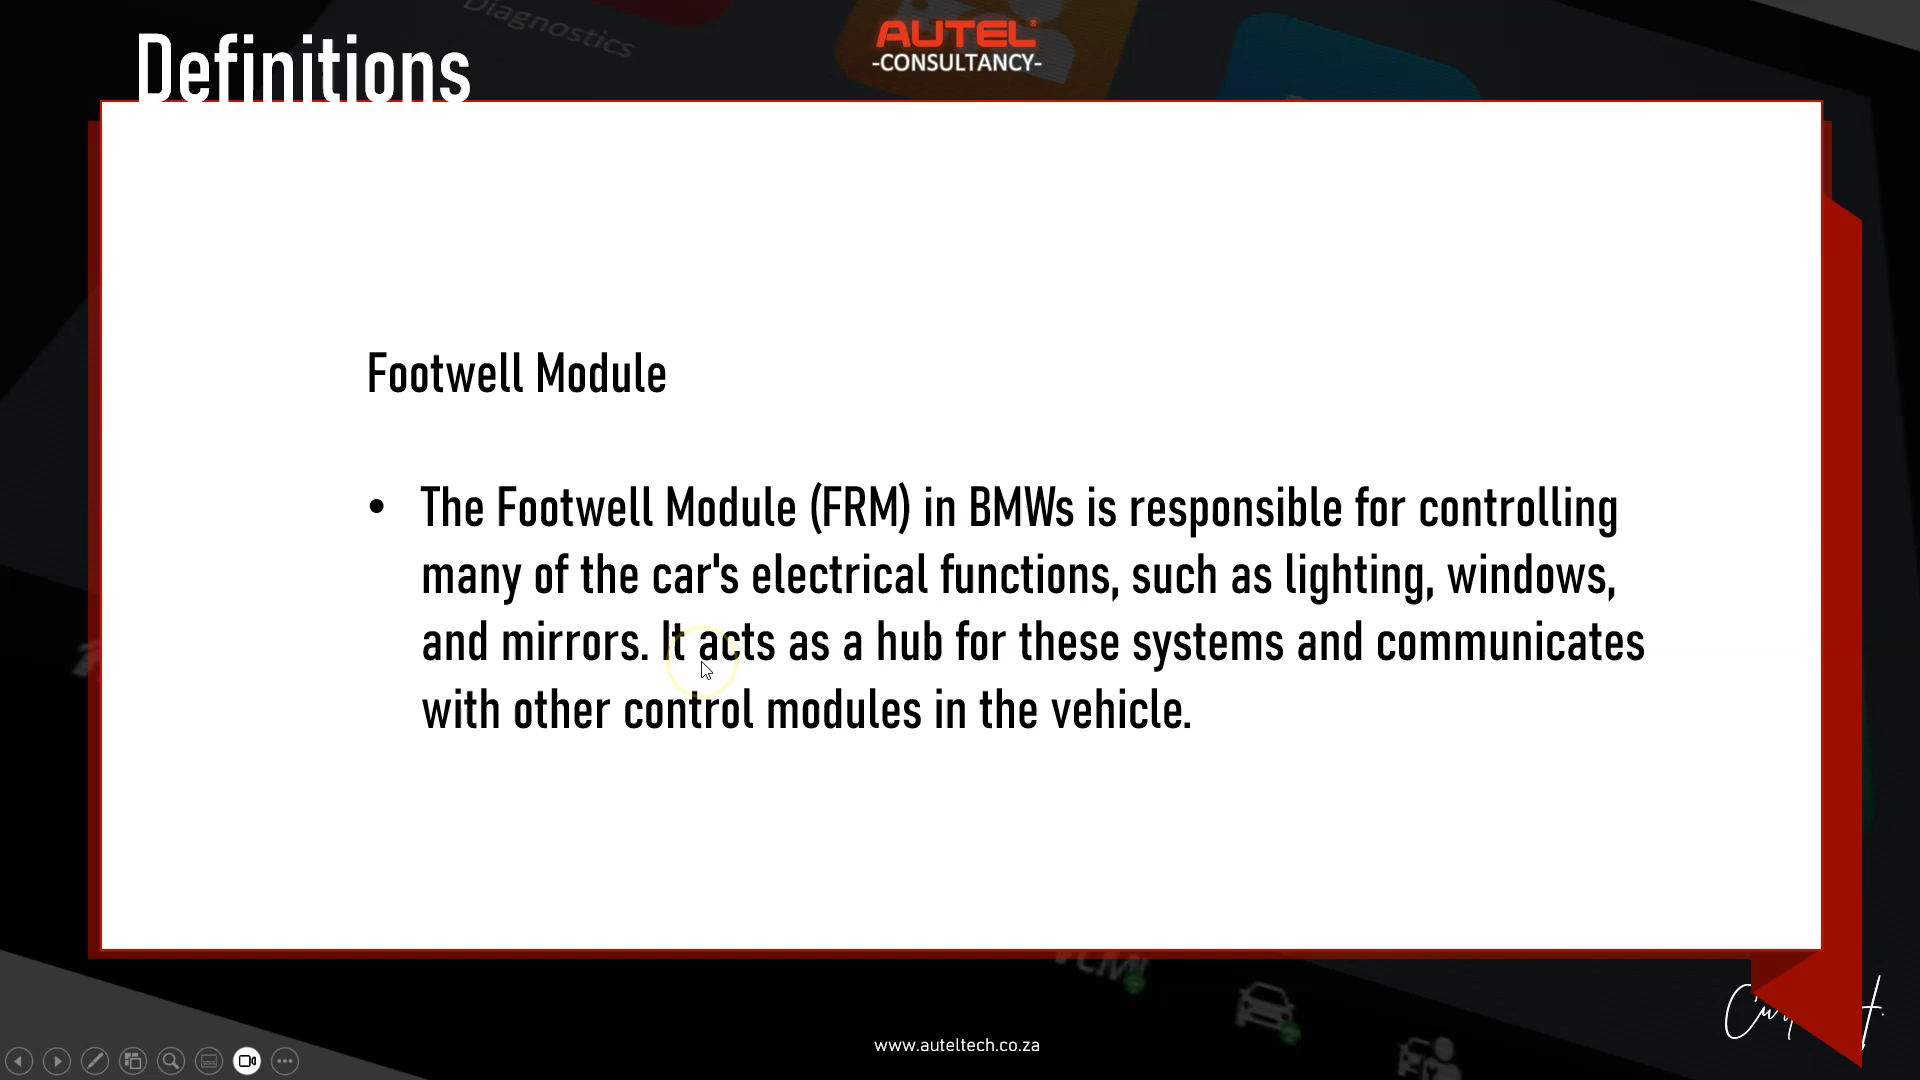 Diagnostics
AUTEL
-CONSULTANCY-
Definitions
Footwell Module
• The Footwell Module (FRM) in BMWs is responsible for controlling
many of the car's electrical functions, such as lighting, windows,
and mirrors. It acts as a hub for these systems and communicates
with other control modules in the vehicle.
www.auteltech.co.za